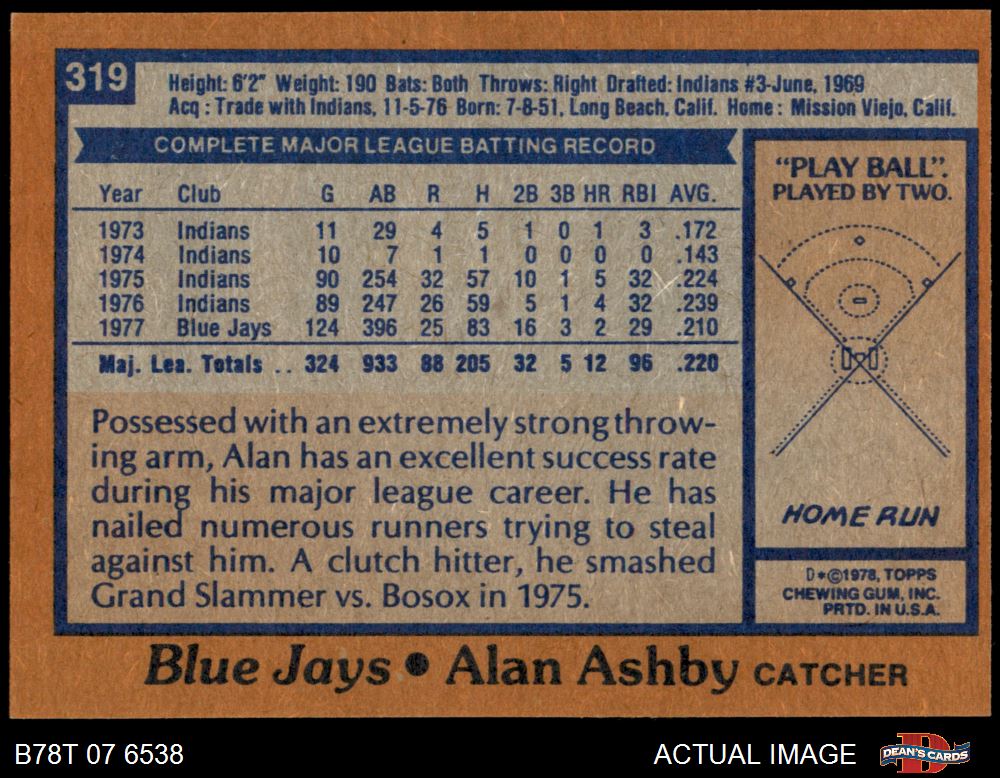 319
Height: 6'2" Weight: 190 Bats: Both Throws: Right Drafted: Indians #3-June, 1969
Acq : Trade with Indians, 11-5-76 Born: 7-8-51, Long Beach, Calif. Home : Mission Viejo, Calif.
COMPLETE MAJOR LEAGUE BATTING RECORD
Year Club G AB R H 2B 3B HR RBI AVG.
1973 Indians 11 29 4 5 1 0 1 3 .172
1974 Indians 10 7 1 1 0 0 0 0 .143
1975 Indians 90 254 32 57 10 1 5 32 .224
1976 Indians 89 247 26 59 5 1 4 32 .239
1977 Blue Jays 124 396 25 83 16 3 2 29 .210
Maj. Lea. Totals .. 324 933 88 205 32 5 12 96 .220
Possessed with an extremely strong throw-
ing arm, Alan has an excellent success rate
during his major league career. He has
nailed numerous runners trying to steal
against him. A clutch hitter, he smashed
Grand Slammer vs. Bosox in 1975.
"PLAY BALL".
PLAYED BY TWO.
HOME RUN
D*©1978, TOPPS
CHEWING GUM, INC.
PRTD. IN U.S.A.
Blue Jays • Alan Ashby CATCHER
B78T 07 6538
ACTUAL IMAGE
D
DEAN'S CARDS